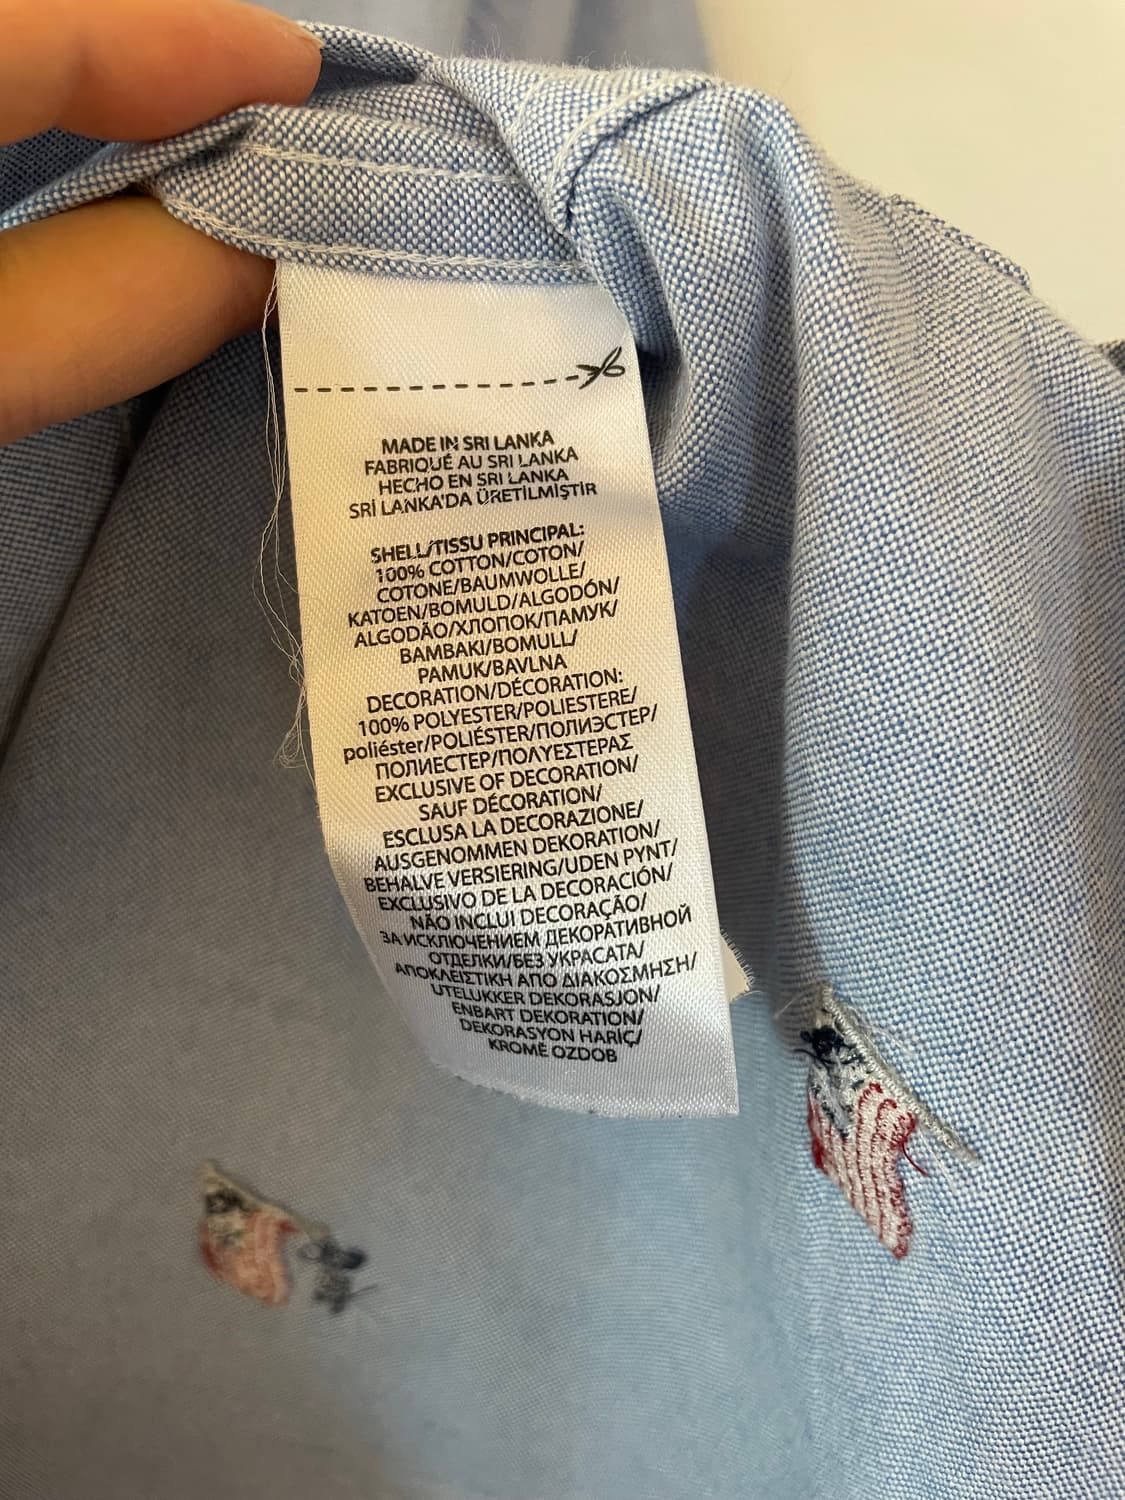 MADE IN SRI LANKA
FABRIQUÉ AU SRI LANKA
HECHO EN SRI LANKA
SRİ LANKA'DA ÜRETİLMİŞTİR
SHELL/TISSU PRINCIPAL:
100% COTTON/COTON/
COTONE/BAUMWOLLE/
KATOEN/BOMULD/ALGODÓN/
ALGODÃO/ХЛОПОК/ПАМУК/
BAMBAKI/BOMULL/
PAMUK/BAVLNA
DECORATION/DÉCORATION:
100% POLYESTER/POLIESTERE/
poliéster/POLIÉSTER/ПОЛИЭСТЕР/
ПОЛИЕСТЕР/ΠΟΛΥΕΣΤΕΡΑΣ
EXCLUSIVE OF DECORATION/
SAUF DÉCORATION/
ESCLUSA LA DECORAZIONE/
AUSGENOMMEN DEKORATION/
BEHALVE VERSIERING/UDEN PYNT/
EXCLUSIVO DE LA DECORACIÓN/
NÃO INCLUI DECORAÇÃO/
ЗА ИСКЛЮЧЕНИЕМ ДЕКОРАТИВНОЙ
ОТДЕЛКИ/БЕЗ УКРАСАТА/
ΑΠΟΚΛΕΙΣΤΙΚΗ ΑΠΟ ΔΙΑΚΟΣΜΗΣΗ/
UTELUKKER DEKORASJON/
ENBART DEKORATION/
DEKORASYON HARİÇ/
KROMĚ OZDOB